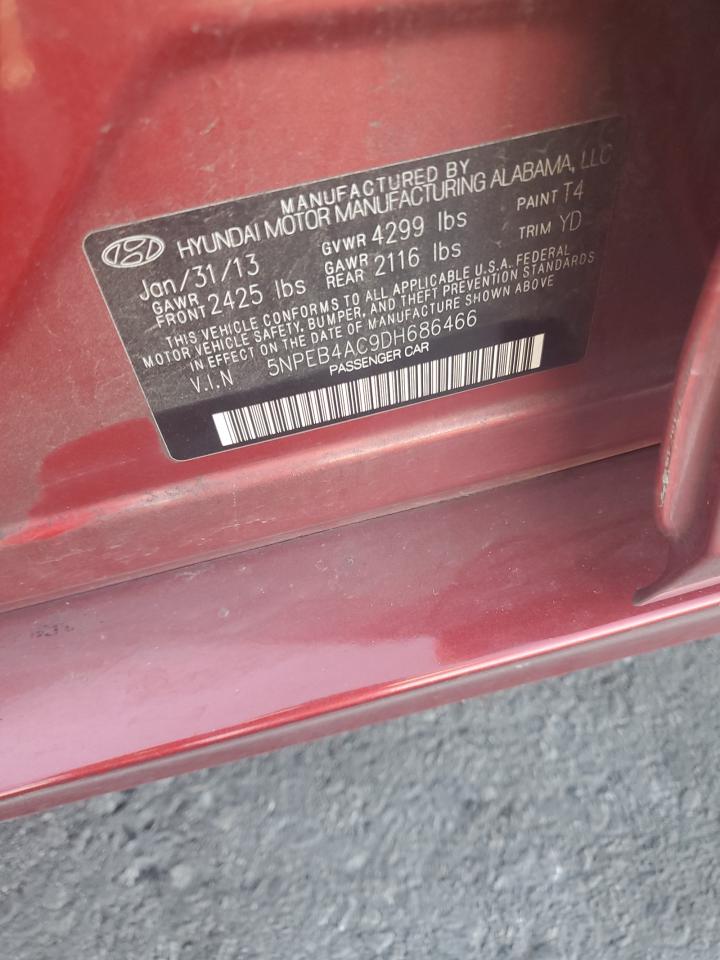 MANUFACTURED BY
HYUNDAI MOTOR MANUFACTURING ALABAMA, LLC
Jan/31/13 GVWR 4299 lbs PAINT T4
GAWR FRONT 2425 lbs GAWR REAR 2116 lbs TRIM YD
THIS VEHICLE CONFORMS TO ALL APPLICABLE U.S.A. FEDERAL
MOTOR VEHICLE SAFETY, BUMPER, AND THEFT PREVENTION STANDARDS
IN EFFECT ON THE DATE OF MANUFACTURE SHOWN ABOVE
V.I.N 5NPEB4AC9DH686466
PASSENGER CAR